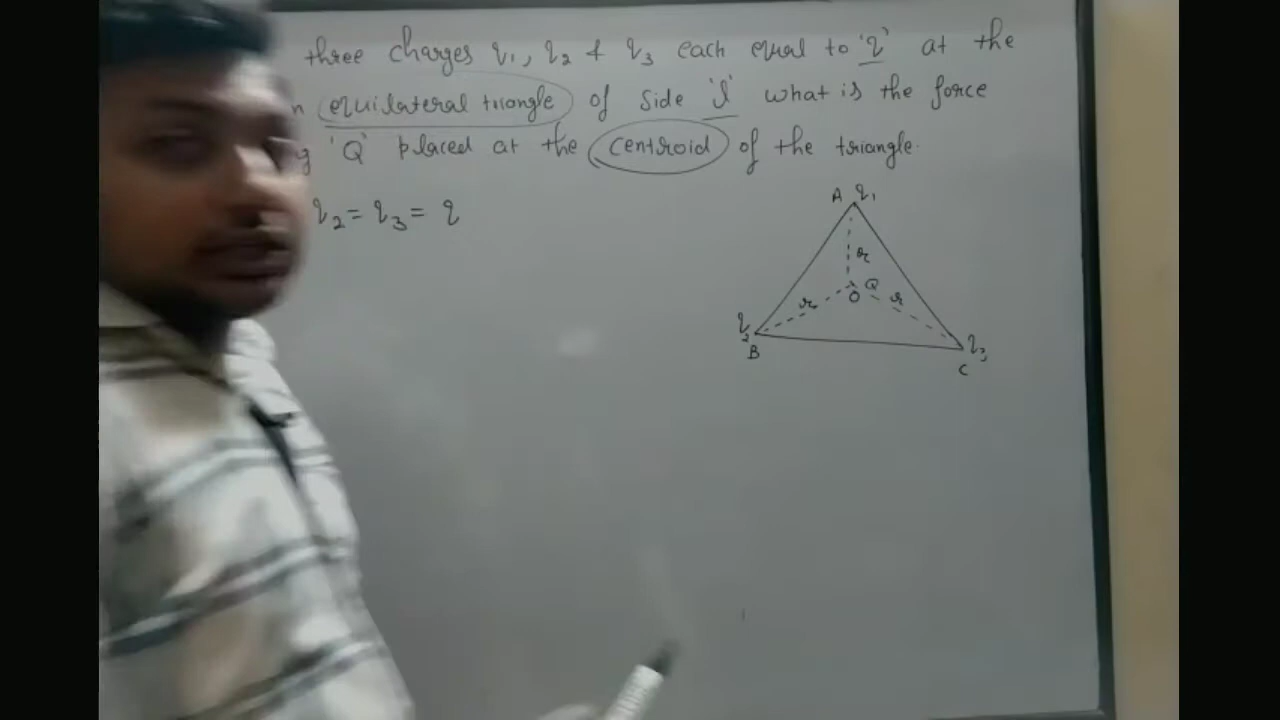 three charges q₁, q₂ & q₃ each equal to 'q' at the
n equilateral triangle of side 'l' what is the force
g 'Q' placed at the centroid of the triangle.
q₂ = q₃ = q
A q₁
r
r Q r
O
q₂ q₃
B C